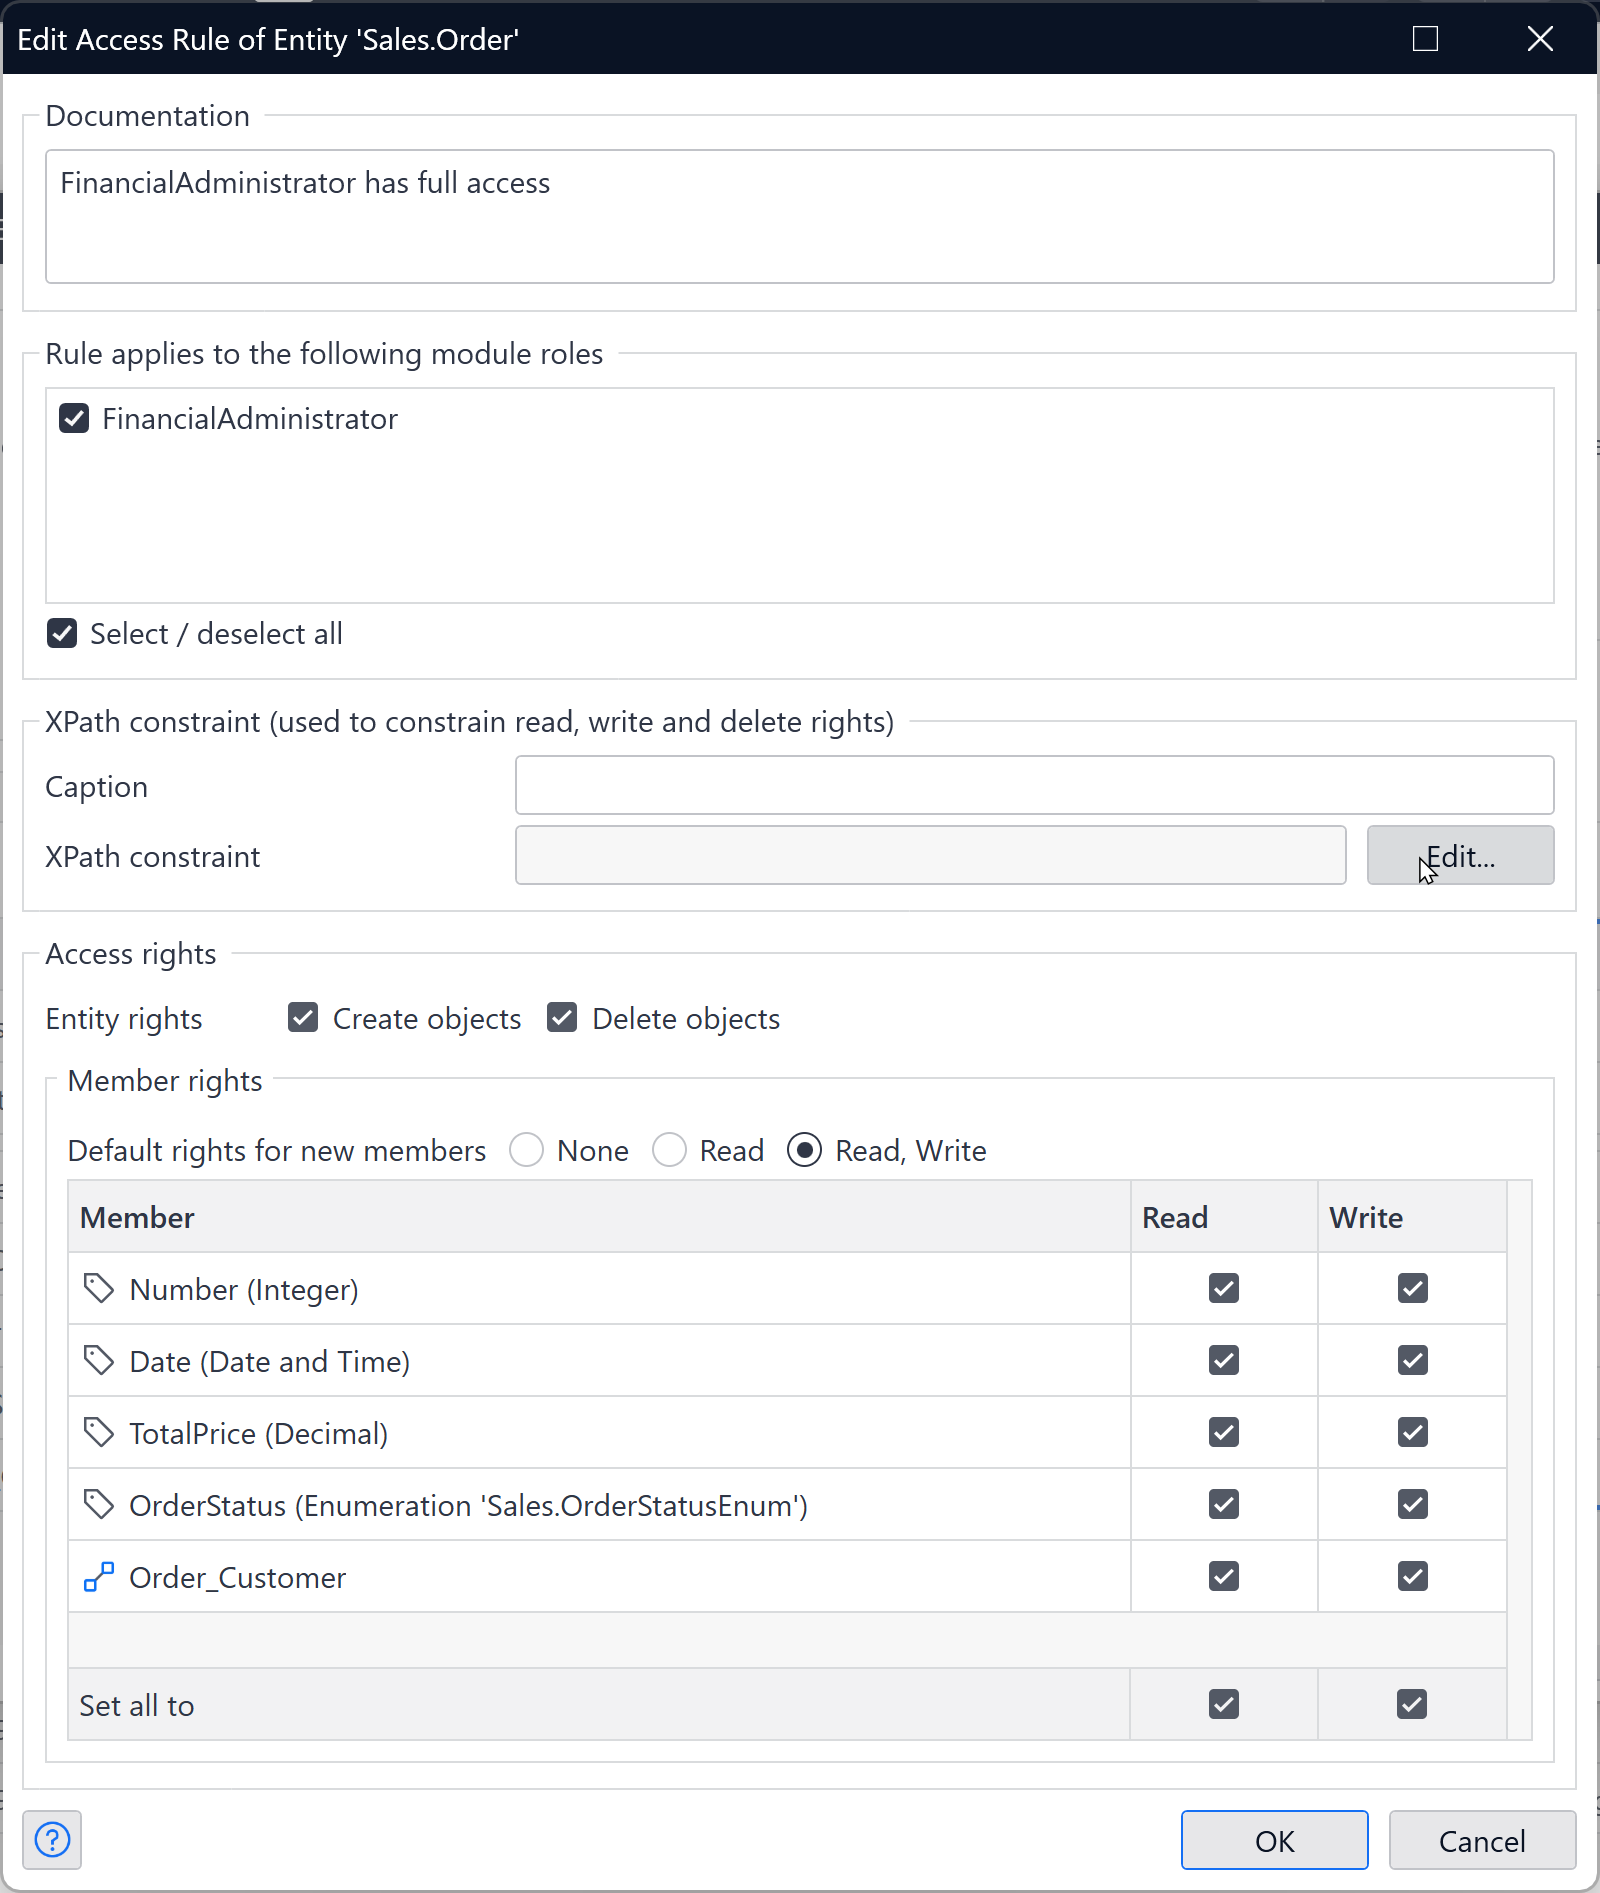 Edit Access Rule of Entity 'Sales.Order'
Documentation
FinancialAdministrator has full access
Rule applies to the following module roles
FinancialAdministrator
Select / deselect all
XPath constraint (used to constrain read, write and delete rights)
Caption
XPath constraint Edit...
Access rights
Entity rights Create objects Delete objects
Member rights
Default rights for new members None Read Read, Write
Member Read Write
Number (Integer)
Date (Date and Time)
TotalPrice (Decimal)
OrderStatus (Enumeration 'Sales.OrderStatusEnum')
Order_Customer
Set all to
? OK Cancel